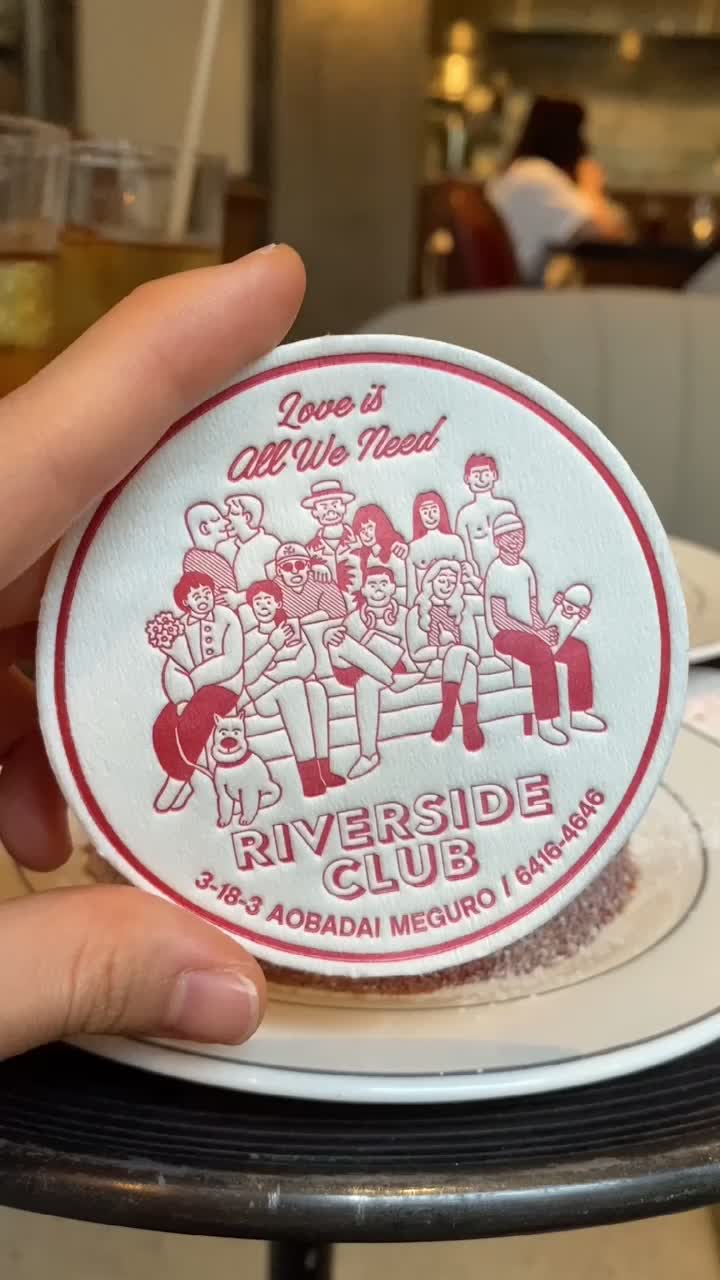 Love is
All We Need
RIVERSIDE
CLUB
3-18-3 AOBADAI MEGURO / 6416-4646